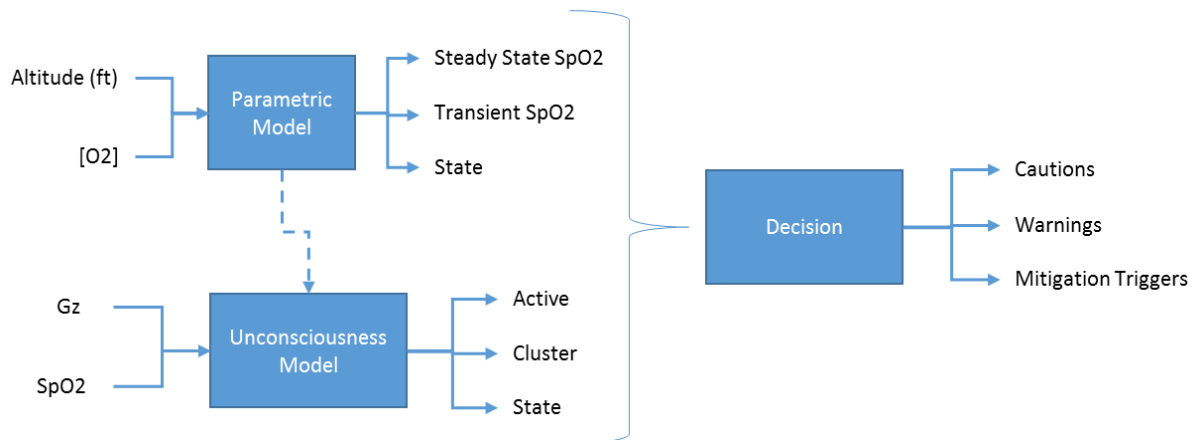 Altitude (ft)
[O2]
Parametric
Model
Steady State SpO2
Transient SpO2
State
Gz
SpO2
Unconsciousness
Model
Active
Cluster
State
Decision
Cautions
Warnings
Mitigation Triggers